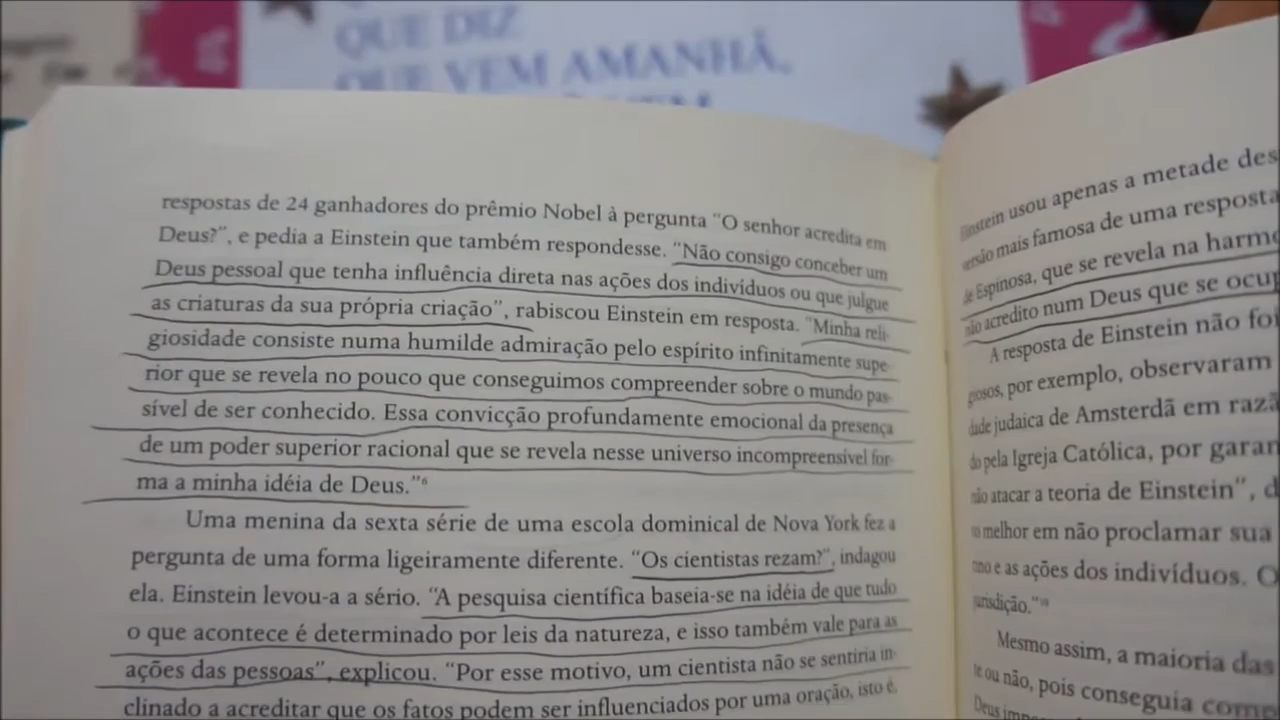 QUE DIZ
QUE VEM AMANHÃ,
respostas de 24 ganhadores do prêmio Nobel à pergunta "O senhor acredita em
Deus?", e pedia a Einstein que também respondesse. "Não consigo conceber um
Deus pessoal que tenha influência direta nas ações dos indivíduos ou que julgue
as criaturas da sua própria criação", rabiscou Einstein em resposta. "Minha reli-
giosidade consiste numa humilde admiração pelo espírito infinitamente supe-
rior que se revela no pouco que conseguimos compreender sobre o mundo pas-
sível de ser conhecido. Essa convicção profundamente emocional da presença
de um poder superior racional que se revela nesse universo incompreensível for-
ma a minha idéia de Deus."6
Uma menina da sexta série de uma escola dominical de Nova York fez a
pergunta de uma forma ligeiramente diferente. "Os cientistas rezam?", indagou
ela. Einstein levou-a a sério. "A pesquisa científica baseia-se na idéia de que tudo
o que acontece é determinado por leis da natureza, e isso também vale para as
ações das pessoas", explicou. "Por esse motivo, um cientista não se sentiria in-
clinado a acreditar que os fatos podem ser influenciados por uma oração, isto é,
Einstein usou apenas a metade des
versão mais famosa de uma resposta
de Espinosa, que se revela na harmo
não acredito num Deus que se ocup
A resposta de Einstein não foi
giosos, por exemplo, observaram
dade judaica de Amsterdã em razã
do pela Igreja Católica, por garan
não atacar a teoria de Einstein", d
melhor em não proclamar sua
e as ações dos indivíduos. O
jurisdição."10
Mesmo assim, a maioria das
se ou não, pois conseguia comp
Deus